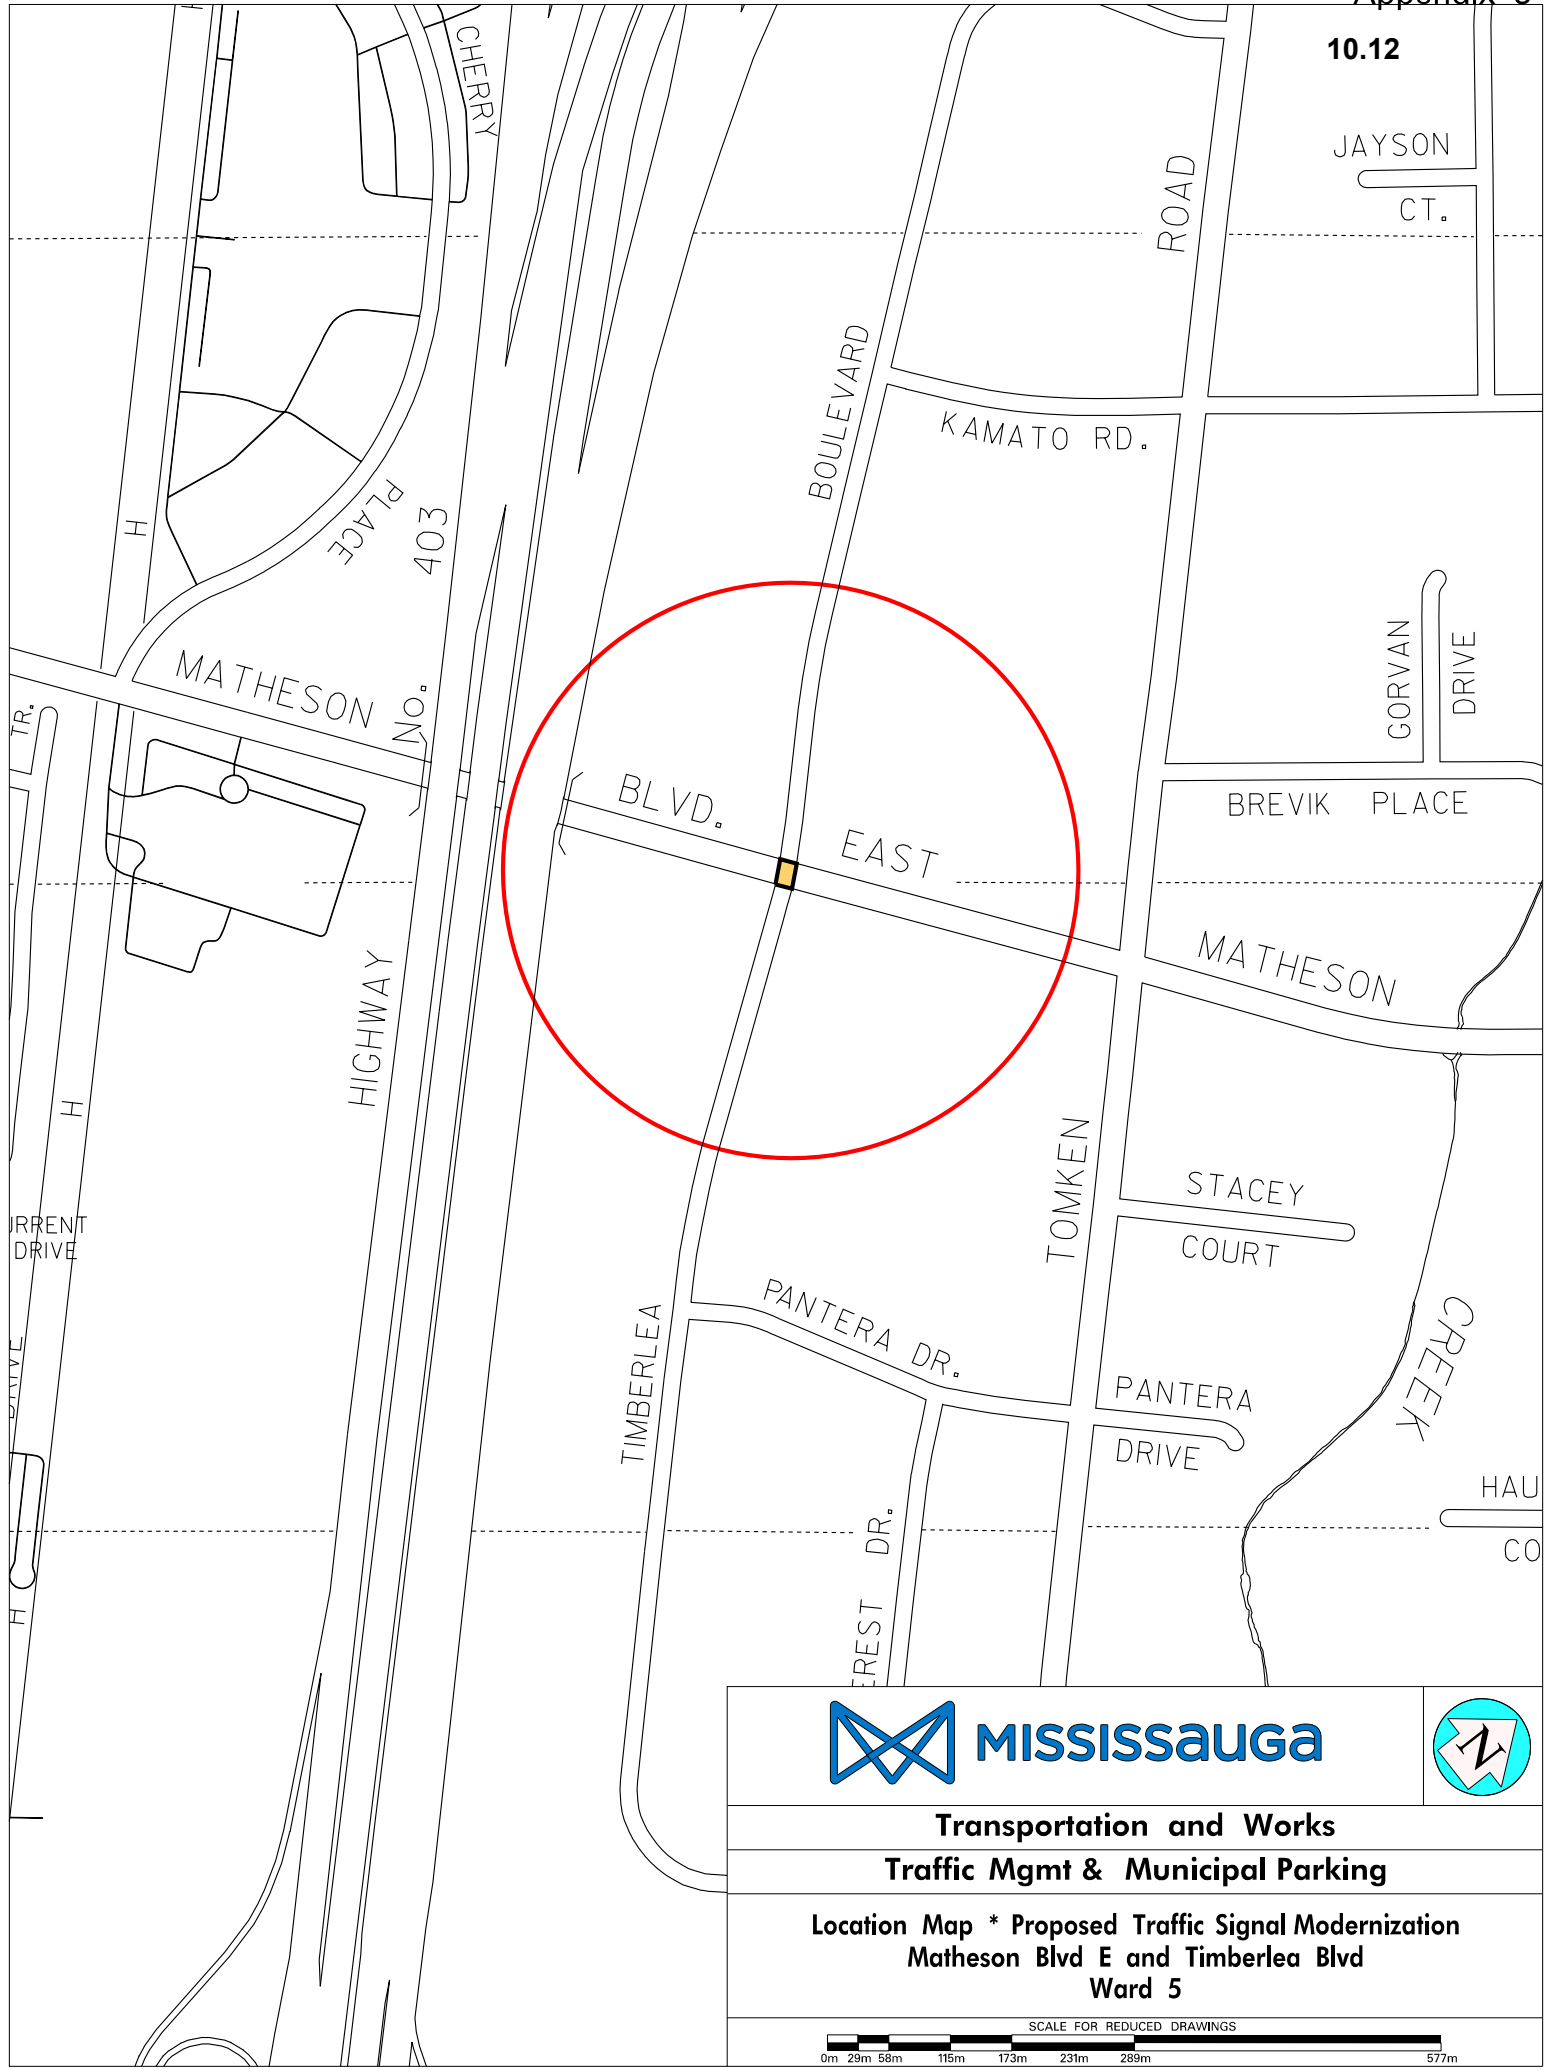 10.12
CHERRY
JAYSON
CT.
ROAD
H
BOULEVARD
KAMATO RD.
PLACE
403
H
No.
MATHESON
TR.
GORVAN
DRIVE
BLVD.
EAST
BREVIK PLACE
MATHESON
HIGHWAY
H
TOMKEN
STACEY
COURT
DRIVE
PANTERA DR.
TIMBERLEA
CREEK
PANTERA
DRIVE
DR.
H
MISSISSauGa
N
Transportation and Works
Traffic Mgmt & Municipal Parking
Location Map * Proposed Traffic Signal Modernization
Matheson Blvd E and Timberlea Blvd
Ward 5
SCALE FOR REDUCED DRAWINGS
0m 29m 58m 115m 173m 231m 289m 577m